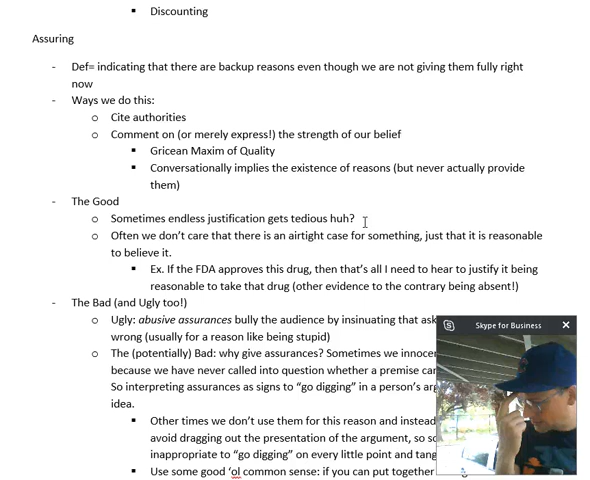 ▪ Discounting
Assuring
- Def= indicating that there are backup reasons even though we are not giving them fully right
now
- Ways we do this:
o Cite authorities
o Comment on (or merely express!) the strength of our belief
▪ Gricean Maxim of Quality
▪ Conversationally implies the existence of reasons (but never actually provide
them)
- The Good
o Sometimes endless justification gets tedious huh?
o Often we don’t care that there is an airtight case for something, just that it is reasonable
to believe it.
▪ Ex. If the FDA approves this drug, then that’s all I need to hear to justify it being
reasonable to take that drug (other evidence to the contrary being absent!)
- The Bad (and Ugly too!)
o Ugly: abusive assurances bully the audience by insinuating that ask
wrong (usually for a reason like being stupid)
o The (potentially) Bad: why give assurances? Sometimes we innocer
because we have never called into question whether a premise car
So interpreting assurances as signs to “go digging” in a person’s arg
idea.
▪ Other times we don’t use them for this reason and instead
avoid dragging out the presentation of the argument, so sc
inappropriate to “go digging” on every little point and tang
▪ Use some good ‘ol common sense: if you can put together
Skype for Business